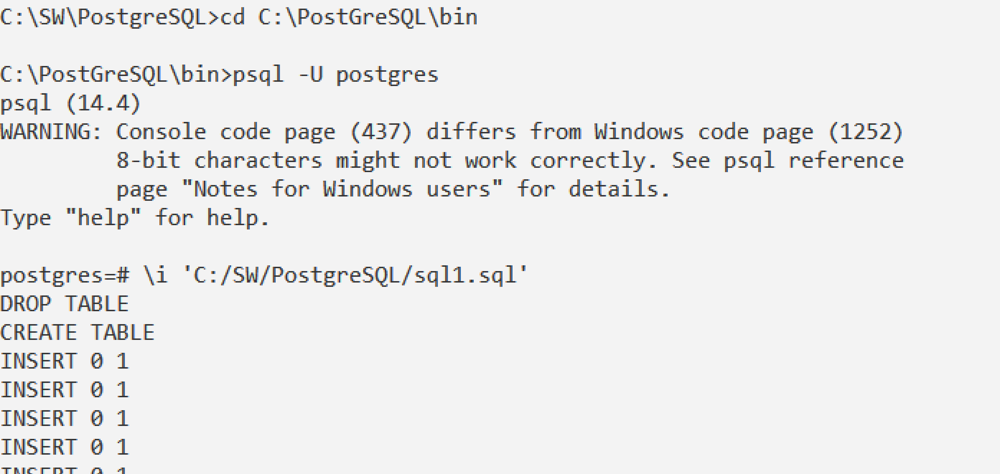 C:\SW\PostgreSQL>cd C:\PostGreSQL\bin
C:\PostGreSQL\bin>psql -U postgres
psql (14.4)
WARNING: Console code page (437) differs from Windows code page (1252)
         8-bit characters might not work correctly. See psql reference
         page "Notes for Windows users" for details.
Type "help" for help.
postgres=# \i 'C:/SW/PostgreSQL/sql1.sql'
DROP TABLE
CREATE TABLE
INSERT 0 1
INSERT 0 1
INSERT 0 1
INSERT 0 1
INSERT 0 1